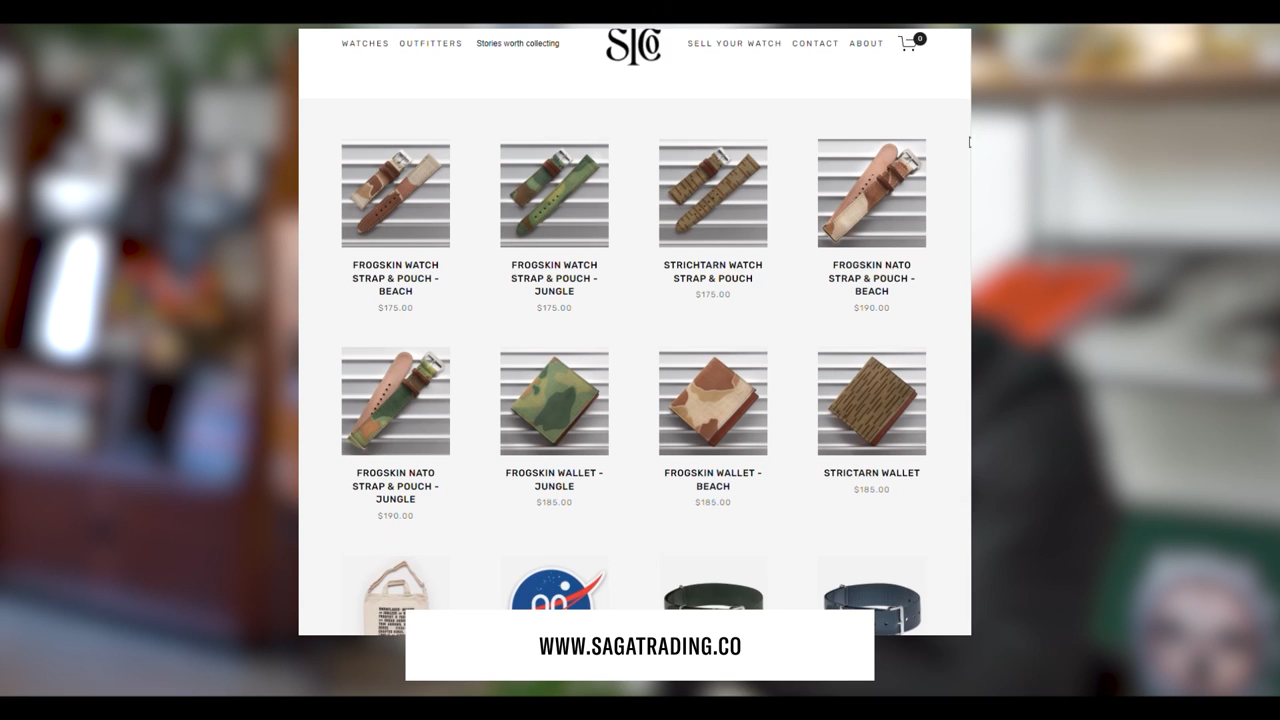 WATCHES OUTFITTERS Stories worth collecting STCo SELL YOUR WATCH CONTACT ABOUT 0
FROGSKIN WATCH
STRAP & POUCH -
BEACH
$175.00
FROGSKIN WATCH
STRAP & POUCH -
JUNGLE
$175.00
STRICHTARN WATCH
STRAP & POUCH
$175.00
FROGSKIN NATO
STRAP & POUCH -
BEACH
$190.00
FROGSKIN NATO
STRAP & POUCH -
JUNGLE
$190.00
FROGSKIN WALLET -
JUNGLE
$185.00
FROGSKIN WALLET -
BEACH
$185.00
STRICTARN WALLET
$185.00
WWW.SAGATRADING.CO